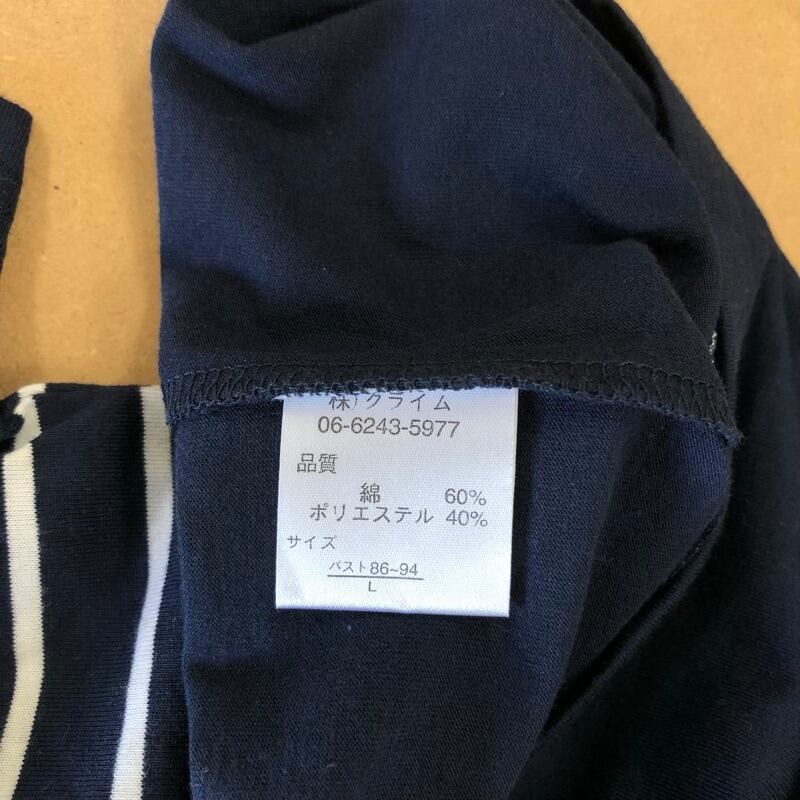 ㈱クライム
06-6243-5977
品質
綿 60%
ポリエステル 40%
サイズ
バスト86~94
L